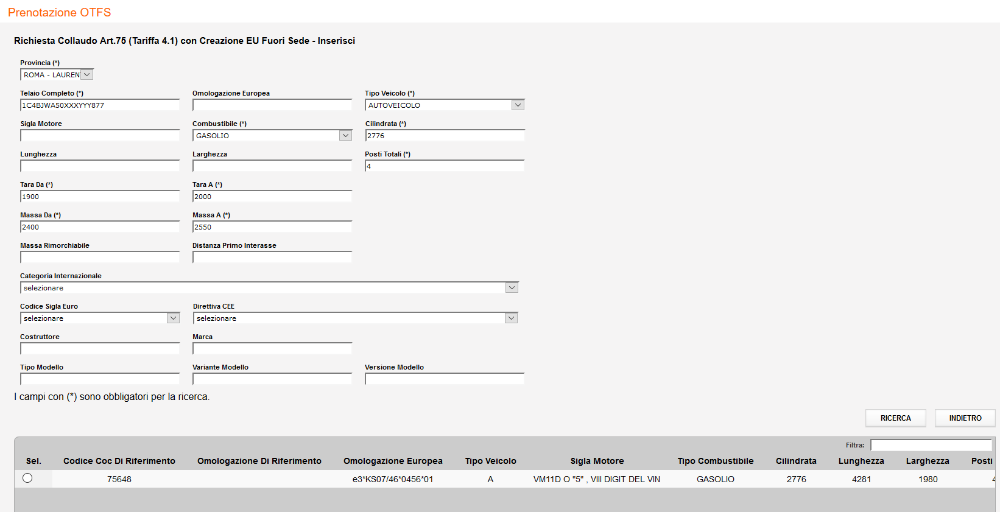 Prenotazione OTFS
Richiesta Collaudo Art.75 (Tariffa 4.1) con Creazione EU Fuori Sede - Inserisci
Provincia (*)
ROMA - LAUREN
Telaio Completo (*) Omologazione Europea Tipo Veicolo (*)
1C4BJWA50XXXYYY877 AUTOVEICOLO
Sigla Motore Combustibile (*) Cilindrata (*)
GASOLIO 2776
Lunghezza Larghezza Posti Totali (*)
4
Tara Da (*) Tara A (*)
1900 2000
Massa Da (*) Massa A (*)
2400 2550
Massa Rimorchiabile Distanza Primo Interasse
Categoria Internazionale
selezionare
Codice Sigla Euro Direttiva CEE
selezionare selezionare
Costruttore Marca
Tipo Modello Variante Modello Versione Modello
I campi con (*) sono obbligatori per la ricerca.
RICERCA INDIETRO
Filtra:
Sel. Codice Coc Di Riferimento Omologazione Di Riferimento Omologazione Europea Tipo Veicolo Sigla Motore Tipo Combustibile Cilindrata Lunghezza Larghezza Posti
75648 e3*KS07/46*0456*01 A VM11D O "5" , VIII DIGIT DEL VIN GASOLIO 2776 4281 1980 4